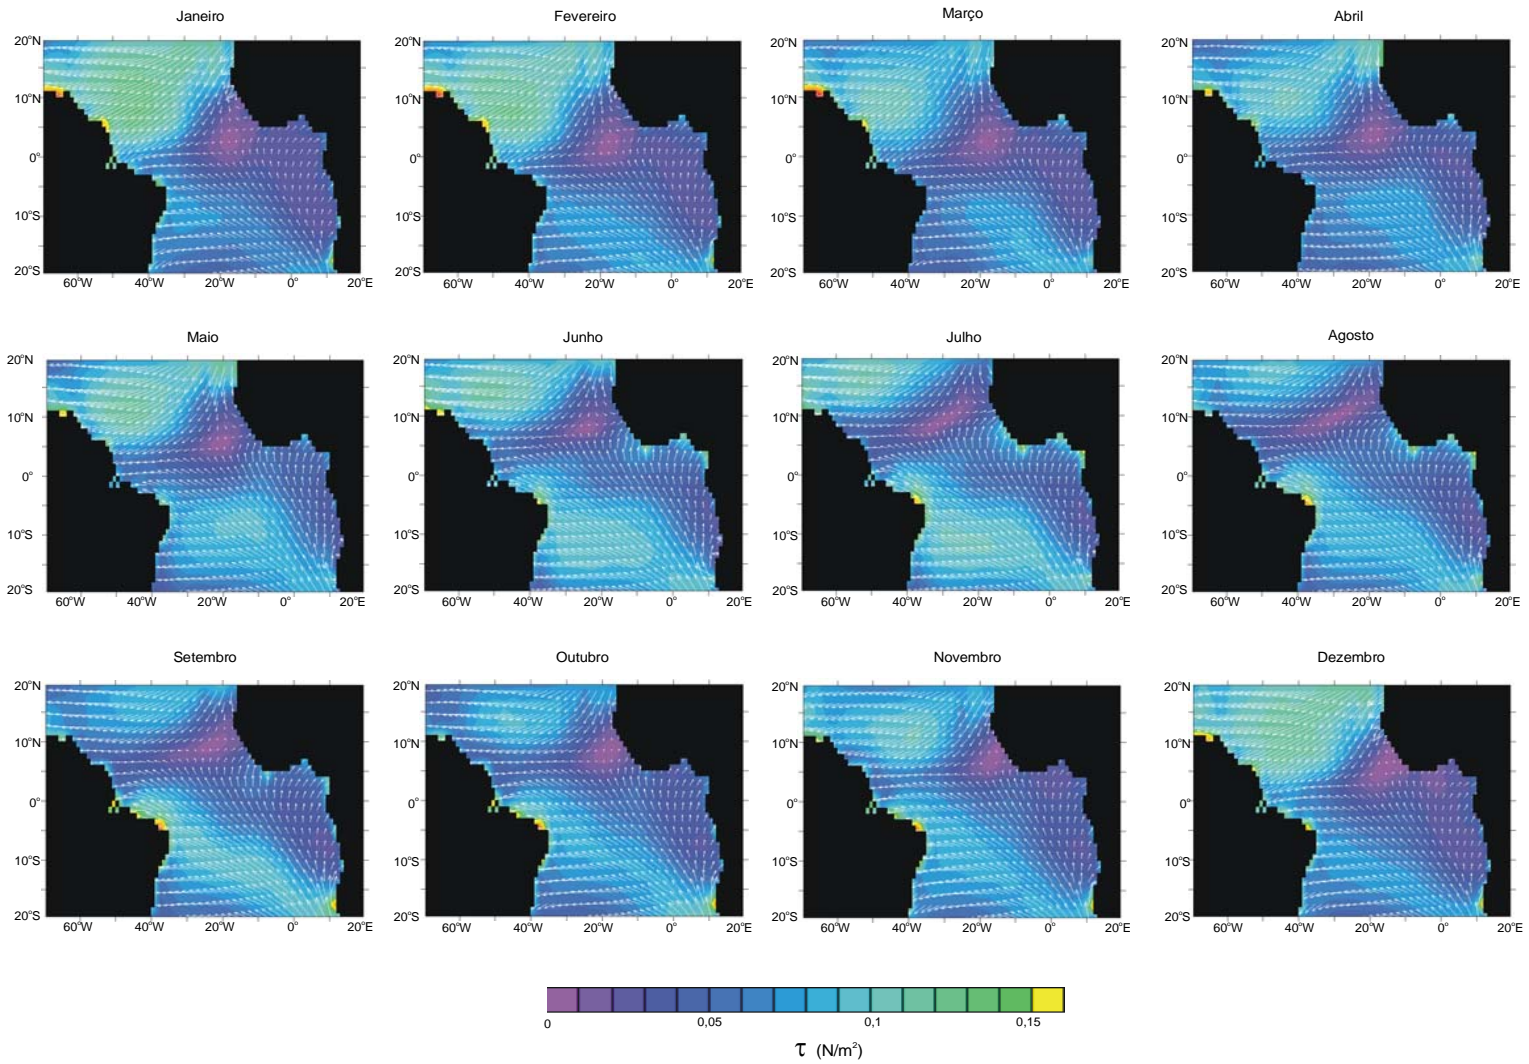 Janeiro
Fevereiro
Março
Abril
20°N 20°N 20°N 20°N
10°N 10°N 10°N 10°N
0° 0° 0° 0°
10°S 10°S 10°S 10°S
20°S 20°S 20°S 20°S
60°W 40°W 20°W 0° 20°E
60°W 40°W 20°W 0° 20°E
60°W 40°W 20°W 0° 20°E
60°W 40°W 20°W 0° 20°E
Maio
Junho
Julho
Agosto
20°N 20°N 20°N 20°N
10°N 10°N 10°N 10°N
0° 0° 0° 0°
10°S 10°S 10°S 10°S
20°S 20°S 20°S 20°S
60°W 40°W 20°W 0° 20°E
60°W 40°W 20°W 0° 20°E
60°W 40°W 20°W 0° 20°E
60°W 40°W 20°W 0° 20°E
Setembro
Outubro
Novembro
Dezembro
20°N 20°N 20°N 20°N
10°N 10°N 10°N 10°N
0° 0° 0° 0°
10°S 10°S 10°S 10°S
20°S 20°S 20°S 20°S
60°W 40°W 20°W 0° 20°E
60°W 40°W 20°W 0° 20°E
60°W 40°W 20°W 0° 20°E
60°W 40°W 20°W 0° 20°E
0 0,05 0,1 0,15
τ (N/m²)